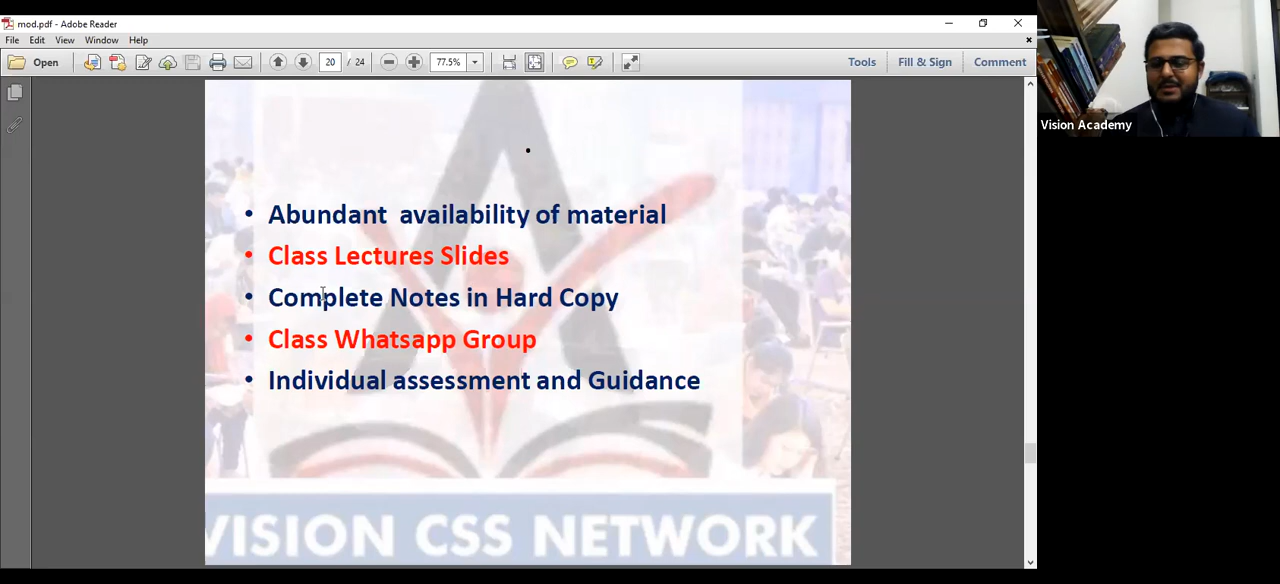 mod.pdf - Adobe Reader
File Edit View Window Help
Open 20 / 24 77.5% Tools Fill & Sign Comment
Vision Academy
• Abundant  availability of material
• Class Lectures Slides
• Complete Notes in Hard Copy
• Class Whatsapp Group
• Individual assessment and Guidance
VISION CSS NETWORK